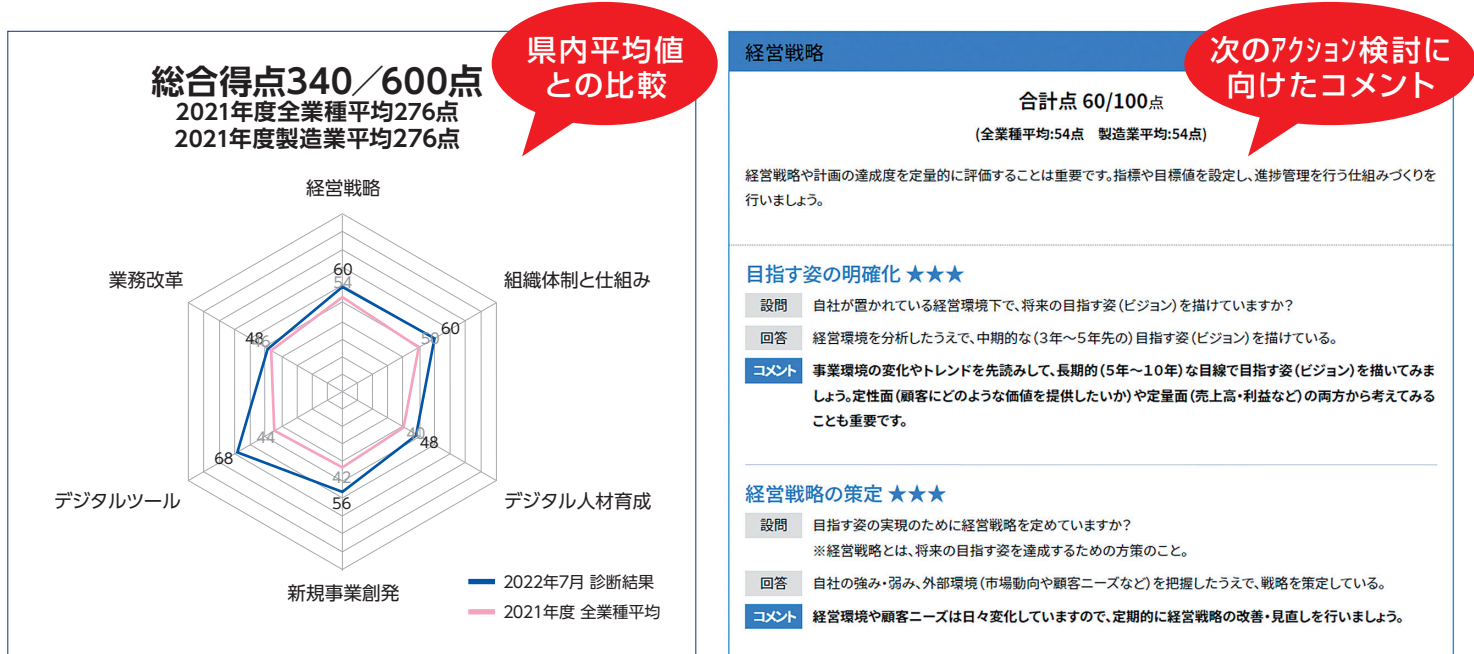 総合得点340／600点
2021年度全業種平均276点
2021年度製造業平均276点
県内平均値
との比較
経営戦略
組織体制と仕組み
デジタル人材育成
新規事業創発
デジタルツール
業務改革
60
54
60
50
48
40
56
42
68
44
48
46
2022年7月 診断結果
2021年度 全業種平均
経営戦略
次のアクション検討に
向けたコメント
合計点 60/100点
(全業種平均:54点　製造業平均:54点)
経営戦略や計画の達成度を定量的に評価することは重要です。指標や目標値を設定し、進捗管理を行う仕組みづくりを
行いましょう。
目指す姿の明確化 ★★★
設問 自社が置かれている経営環境下で、将来の目指す姿(ビジョン)を描けていますか？
回答 経営環境を分析したうえで、中期的な(3年〜5年先の)目指す姿(ビジョン)を描けている。
コメント 事業環境の変化やトレンドを先読みして、長期的(5年〜10年)な目線で目指す姿(ビジョン)を描いてみま
しょう。定性面(顧客にどのような価値を提供したいか)や定量面(売上高・利益など)の両方から考えてみる
ことも重要です。
経営戦略の策定 ★★★
設問 目指す姿の実現のために経営戦略を定めていますか？
※経営戦略とは、将来の目指す姿を達成するための方策のこと。
回答 自社の強み・弱み、外部環境(市場動向や顧客ニーズなど)を把握したうえで、戦略を策定している。
コメント 経営環境や顧客ニーズは日々変化していますので、定期的に経営戦略の改善・見直しを行いましょう。